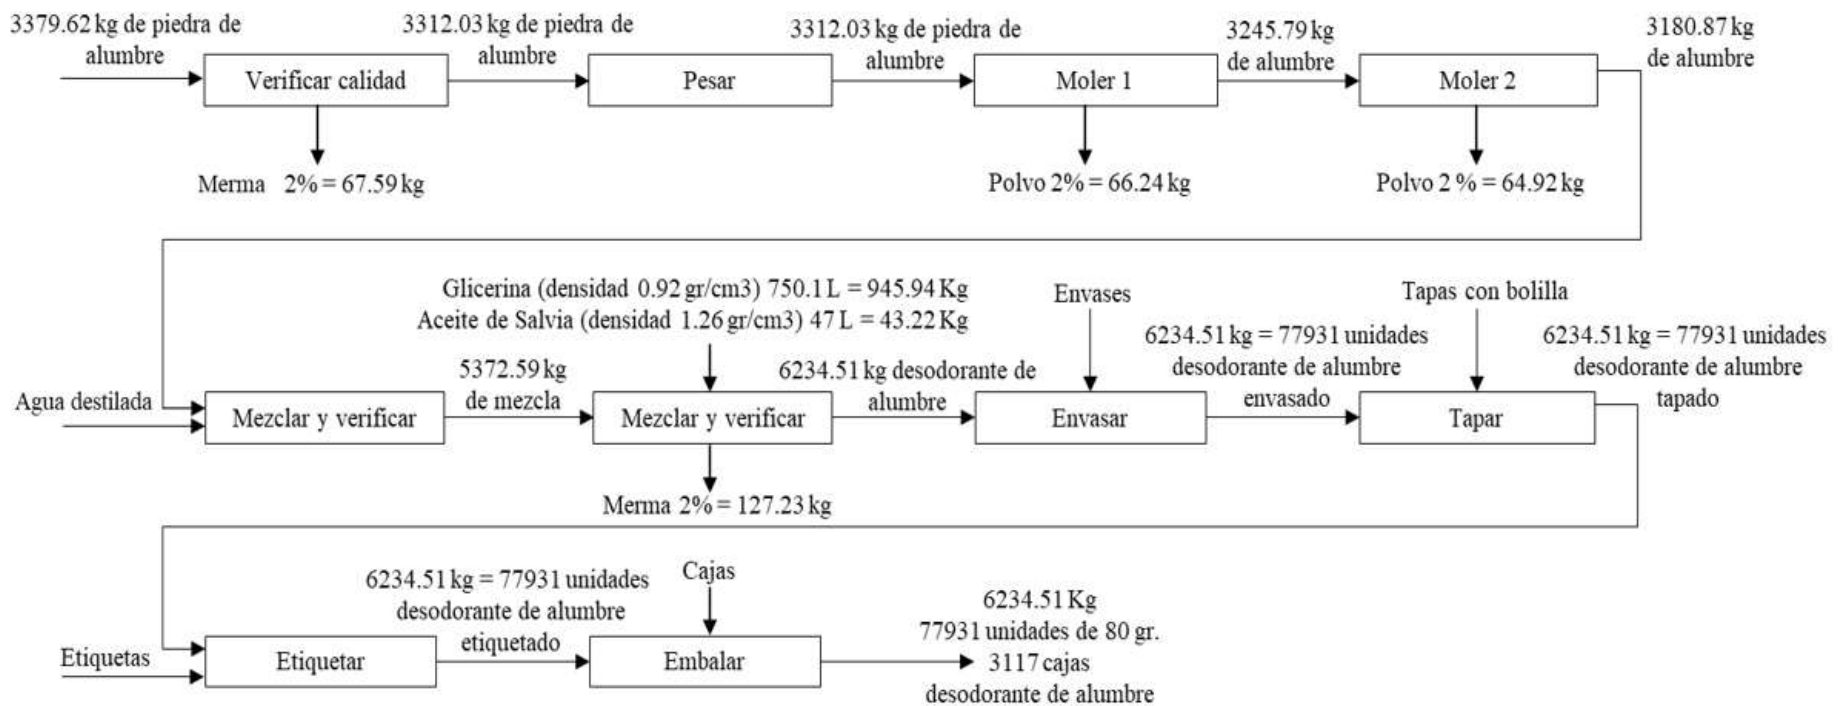 3379.62 kg de piedra de
alumbre
3312.03 kg de piedra de
alumbre
3312.03 kg de piedra de
alumbre
3245.79 kg
de alumbre
3180.87 kg
de alumbre
Verificar calidad
Pesar
Moler 1
Moler 2
Merma 2% = 67.59 kg
Polvo 2% = 66.24 kg
Polvo 2 % = 64.92 kg
Glicerina (densidad 0.92 gr/cm3) 750.1 L = 945.94 Kg
Aceite de Salvia (densidad 1.26 gr/cm3) 47 L = 43.22 Kg
Envases
Tapas con bolilla
Agua destilada
Mezclar y verificar
5372.59 kg
de mezcla
Mezclar y verificar
6234.51 kg desodorante de
alumbre
Envasar
6234.51 kg = 77931 unidades
desodorante de alumbre
envasado
Tapar
6234.51 kg = 77931 unidades
desodorante de alumbre
tapado
Merma 2% = 127.23 kg
Etiquetas
Etiquetar
6234.51 kg = 77931 unidades
desodorante de alumbre
etiquetado
Cajas
Embalar
6234.51 Kg
77931 unidades de 80 gr.
3117 cajas
desodorante de alumbre